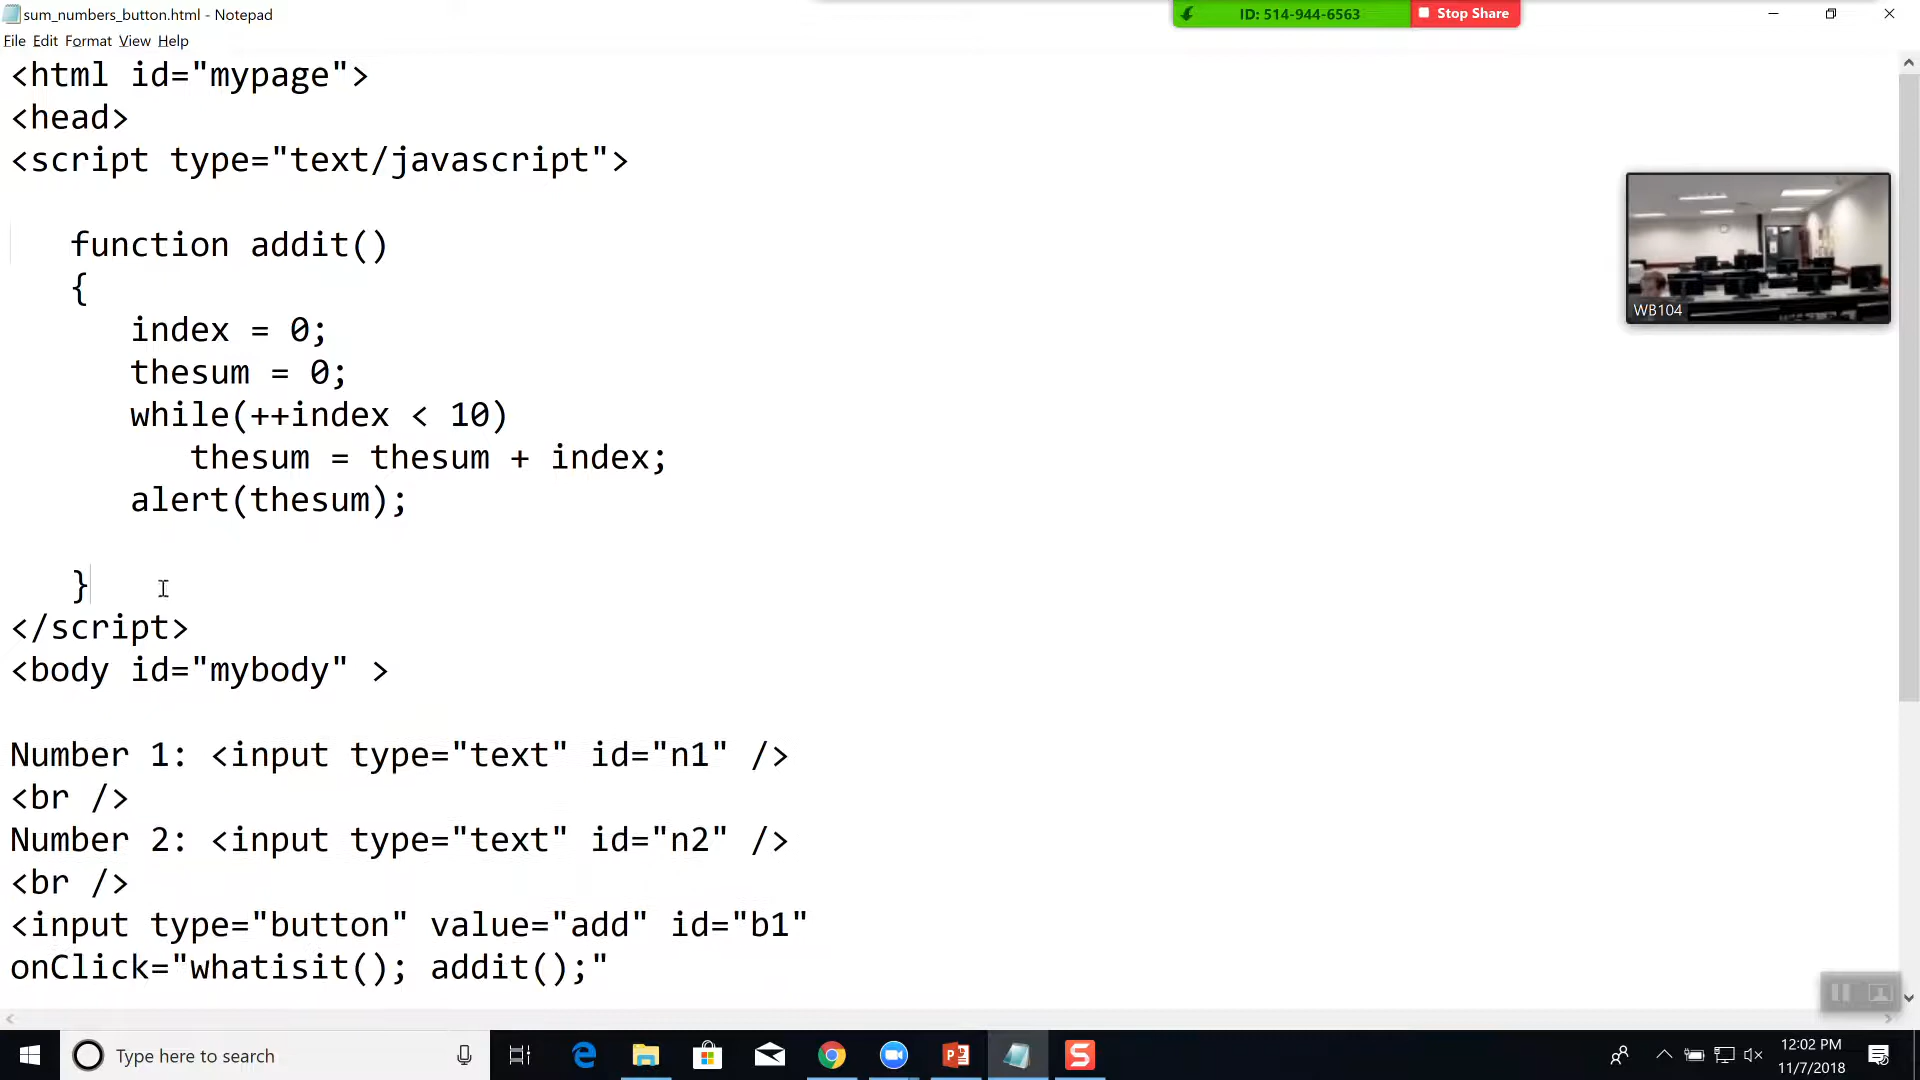 sum_numbers_button.html - Notepad
ID: 514-944-6563
Stop Share
File Edit Format View Help
<html id="mypage">
<head>
<script type="text/javascript">
function addit()
{
index = 0;
thesum = 0;
while(++index < 10)
thesum = thesum + index;
alert(thesum);
}
</script>
<body id="mybody" >
Number 1: <input type="text" id="n1" />
<br />
Number 2: <input type="text" id="n2" />
<br />
<input type="button" value="add" id="b1"
onClick="whatisit(); addit();"
WB104
Type here to search
12:02 PM
11/7/2018